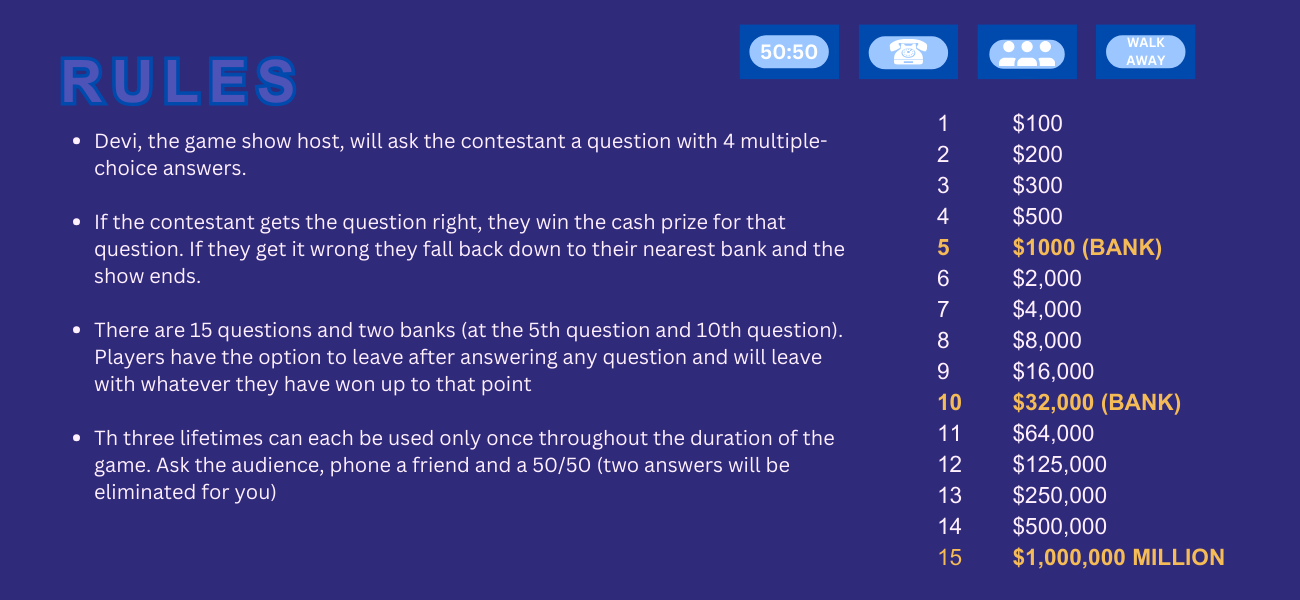 50:50
WALK
AWAY
RULES
• Devi, the game show host, will ask the contestant a question with 4 multiple-
choice answers.
• If the contestant gets the question right, they win the cash prize for that
question. If they get it wrong they fall back down to their nearest bank and the
show ends.
• There are 15 questions and two banks (at the 5th question and 10th question).
Players have the option to leave after answering any question and will leave
with whatever they have won up to that point
• Th three lifetimes can each be used only once throughout the duration of the
game. Ask the audience, phone a friend and a 50/50 (two answers will be
eliminated for you)
1 $100
2 $200
3 $300
4 $500
5 $1000 (BANK)
6 $2,000
7 $4,000
8 $8,000
9 $16,000
10 $32,000 (BANK)
11 $64,000
12 $125,000
13 $250,000
14 $500,000
15 $1,000,000 MILLION